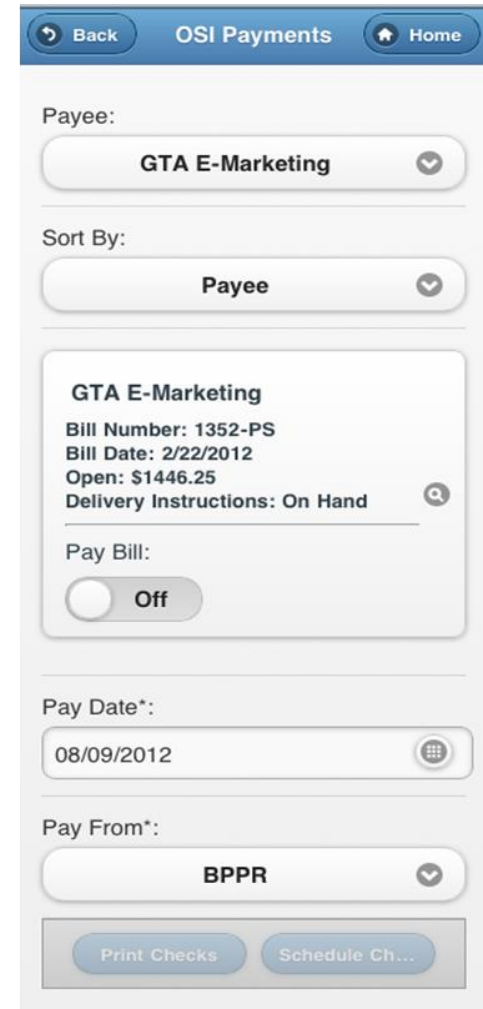 Back OSI Payments Home
Payee:
GTA E-Marketing
Sort By:
Payee
GTA E-Marketing
Bill Number: 1352-PS
Bill Date: 2/22/2012
Open: $1446.25
Delivery Instructions: On Hand
Pay Bill:
Off
Pay Date*:
08/09/2012
Pay From*:
BPPR
Print Checks Schedule Ch...